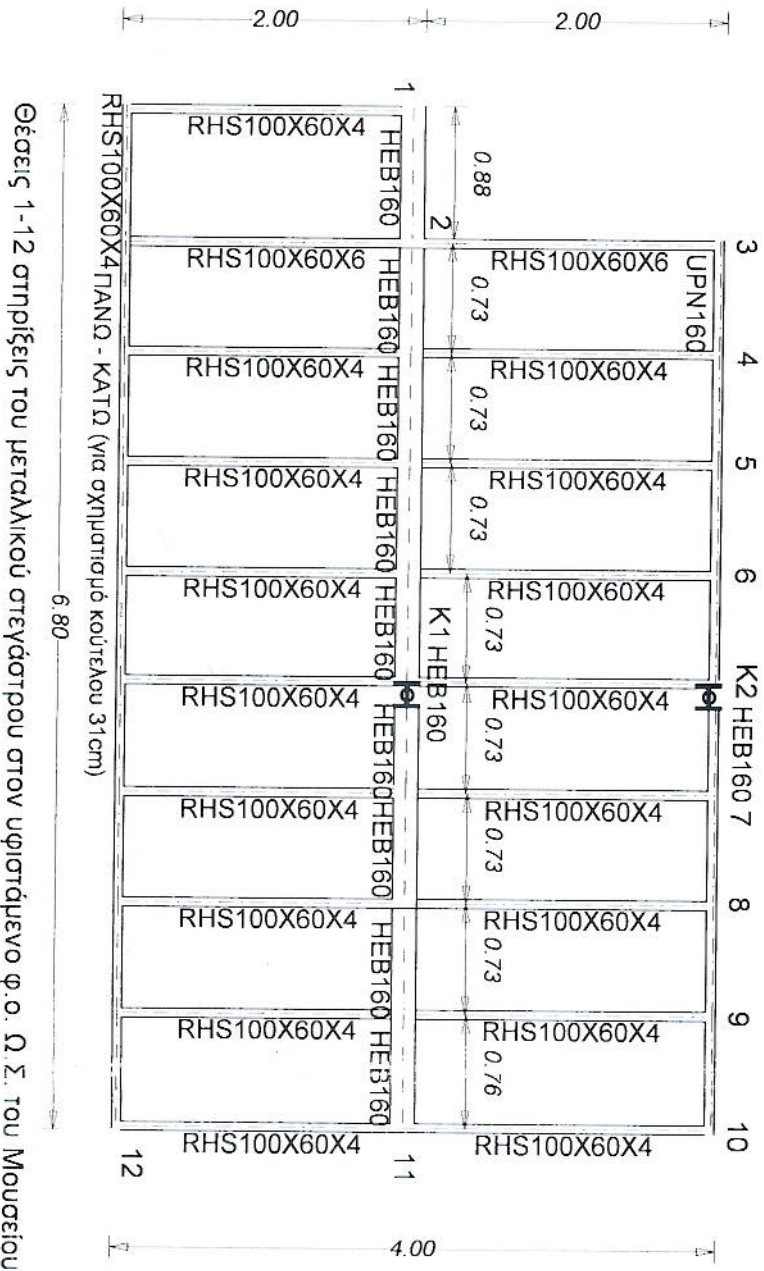 2.00
2.00
1
2
3
4
5
6
K2 HEB160
7
8
9
10
11
12
0.88
0.73
0.73
0.73
0.73
0.73
0.73
0.73
0.76
UPN160
RHS100X60X6
RHS100X60X4
RHS100X60X4
RHS100X60X4
RHS100X60X4
RHS100X60X4
RHS100X60X4
RHS100X60X4
RHS100X60X4
K1 HEB160
HEB160
HEB160
HEB160
HEB160
HEB160
HEB160
HEB160
HEB160
HEB160
RHS100X60X4
RHS100X60X6
RHS100X60X4
RHS100X60X4
RHS100X60X4
RHS100X60X4
RHS100X60X4
RHS100X60X4
RHS100X60X4
RHS100X60X4
RHS100X60X4 ΠΑΝΩ - ΚΑΤΩ (για σχηματισμό κούτελου 31cm)
6.80
4.00
Θέσεις 1-12 στηρίξεις του μεταλλικού στεγάστρου στον υφιστάμενο φ.ο. Ω.Σ. του Μουσείου